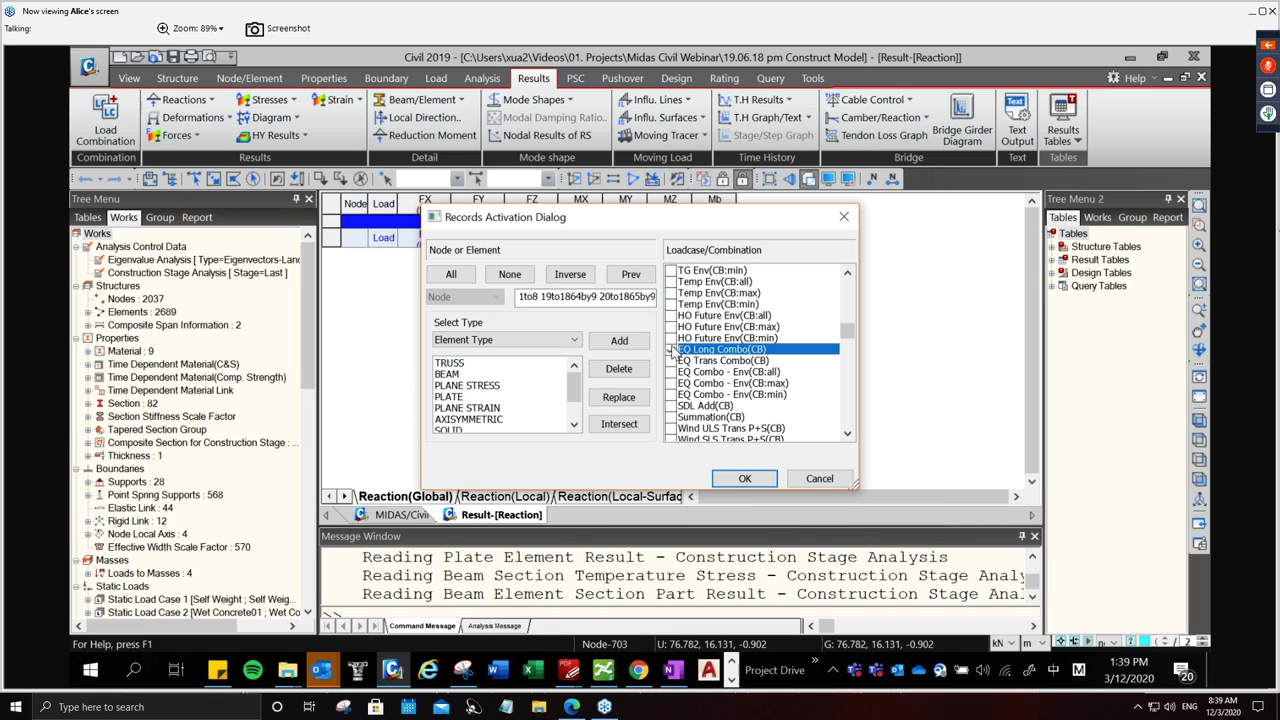 Now viewing Alice's screen
Talking:
Zoom: 89%
Screenshot
Civil 2019 - [C:\Users\xua2\Videos\01. Projects\Midas Civil Webinar\19.06.18 pm Construct Model] - [Result-[Reaction]]
View Structure Node/Element Properties Boundary Load Analysis Results PSC Pushover Design Rating Query Tools Help
Reactions Stresses Strain Beam/Element Mode Shapes Influ. Lines T.H Results Cable Control
Load Combination
Deformations Diagram Local Direction.. Modal Damping Ratio.. Influ. Surfaces T.H Graph/Text Camber/Reaction
Bridge Girder Diagram
Text Output
Results Tables
Forces HY Results Reduction Moment Nodal Results of RS Moving Tracer Stage/Step Graph Tendon Loss Graph
Combination Results Detail Mode shape Moving Load Time History Bridge Text Tables
Tree Menu
Tables Works Group Report
Works
Analysis Control Data
Eigenvalue Analysis [ Type=Eigenvectors-Lan
Construction Stage Analysis [ Stage=Last ]
Structures
Nodes : 2037
Elements : 2689
Composite Span Information : 2
Properties
Material : 9
Time Dependent Material(C&S)
Time Dependent Material(Comp. Strength)
Time Dependent Material Link
Section : 82
Section Stiffness Scale Factor
Tapered Section Group
Composite Section for Construction Stage : ..
Thickness : 1
Boundaries
Supports : 28
Point Spring Supports : 568
Elastic Link : 44
Rigid Link : 12
Node Local Axis : 4
Effective Width Scale Factor : 570
Masses
Loads to Masses : 4
Static Loads
Static Load Case 1 [Self Weight ; Self Weig..
Static Load Case 2 [Wet Concrete01 ; Wet Co
Node Load FX FY FZ MX MY MZ Mb
Load
Records Activation Dialog
Node or Element
All None Inverse Prev
Node 1to8 19to1864by9 20to1865by9
Select Type
Element Type
TRUSS
BEAM
PLANE STRESS
PLATE
PLANE STRAIN
AXISYMMETRIC
SOLID
Add
Delete
Replace
Intersect
Loadcase/Combination
TG Env(CB:min)
Temp Env(CB:all)
Temp Env(CB:max)
Temp Env(CB:min)
HO Future Env(CB:all)
HO Future Env(CB:max)
HO Future Env(CB:min)
EQ Long Combo(CB)
EQ Trans Combo(CB)
EQ Combo - Env(CB:all)
EQ Combo - Env(CB:max)
EQ Combo - Env(CB:min)
SDL Add(CB)
Summation(CB)
Wind ULS Trans P+S(CB)
Wind SLS Trans P+S(CB)
OK Cancel
Reaction(Global) Reaction(Local) Reaction(Local-Surfac
MIDAS/Civi Result-[Reaction]
Message Window
Reading Plate Element Result - Construction Stage Analysis
Reading Beam Section Temperature Stress - Construction Stage Analy
Reading Beam Element Section Part Result - Construction Stage Anal
>>
Command Message Analysis Message
Tree Menu 2
Tables Works Group Report
Tables
Structure Tables
Result Tables
Design Tables
Query Tables
For Help, press F1
Node-703
U: 76.782, 16.131, -0.902
G: 76.782, 16.131, -0.902
kN m
2
Project Drive
中
M
1:39 PM
3/12/2020
20
Type here to search
ENG
8:39 AM
12/3/2020